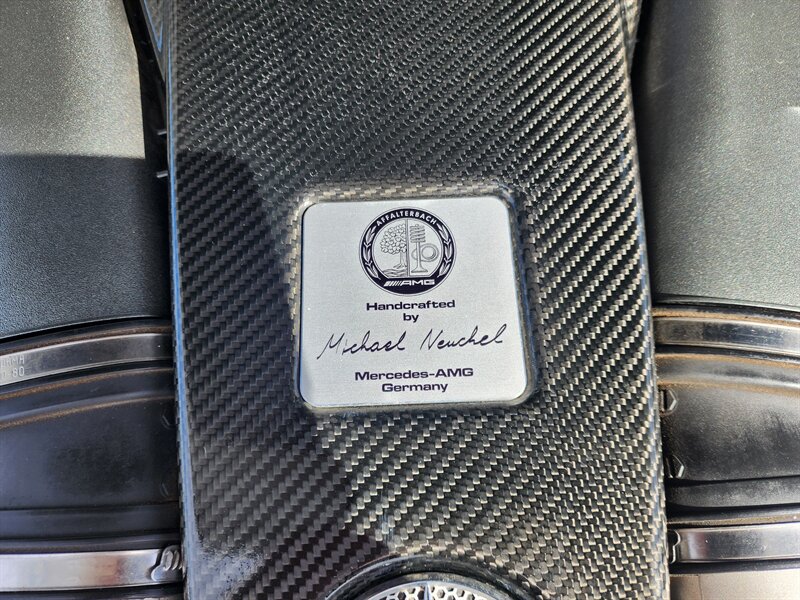 AFFALTERBACH
AMG
Handcrafted
by
Michael Neuchel
Mercedes-AMG
Germany